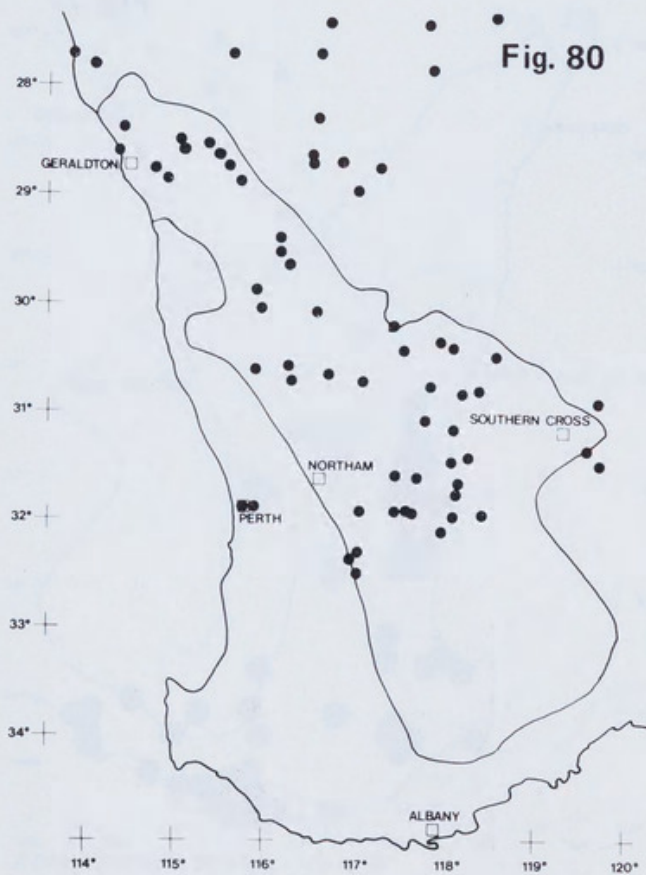 Fig. 80
28°
GERALDTON
29°
30°
31°
SOUTHERN CROSS
NORTHAM
32°
PERTH
33°
34°
ALBANY
114° 115° 116° 117° 118° 119° 120°